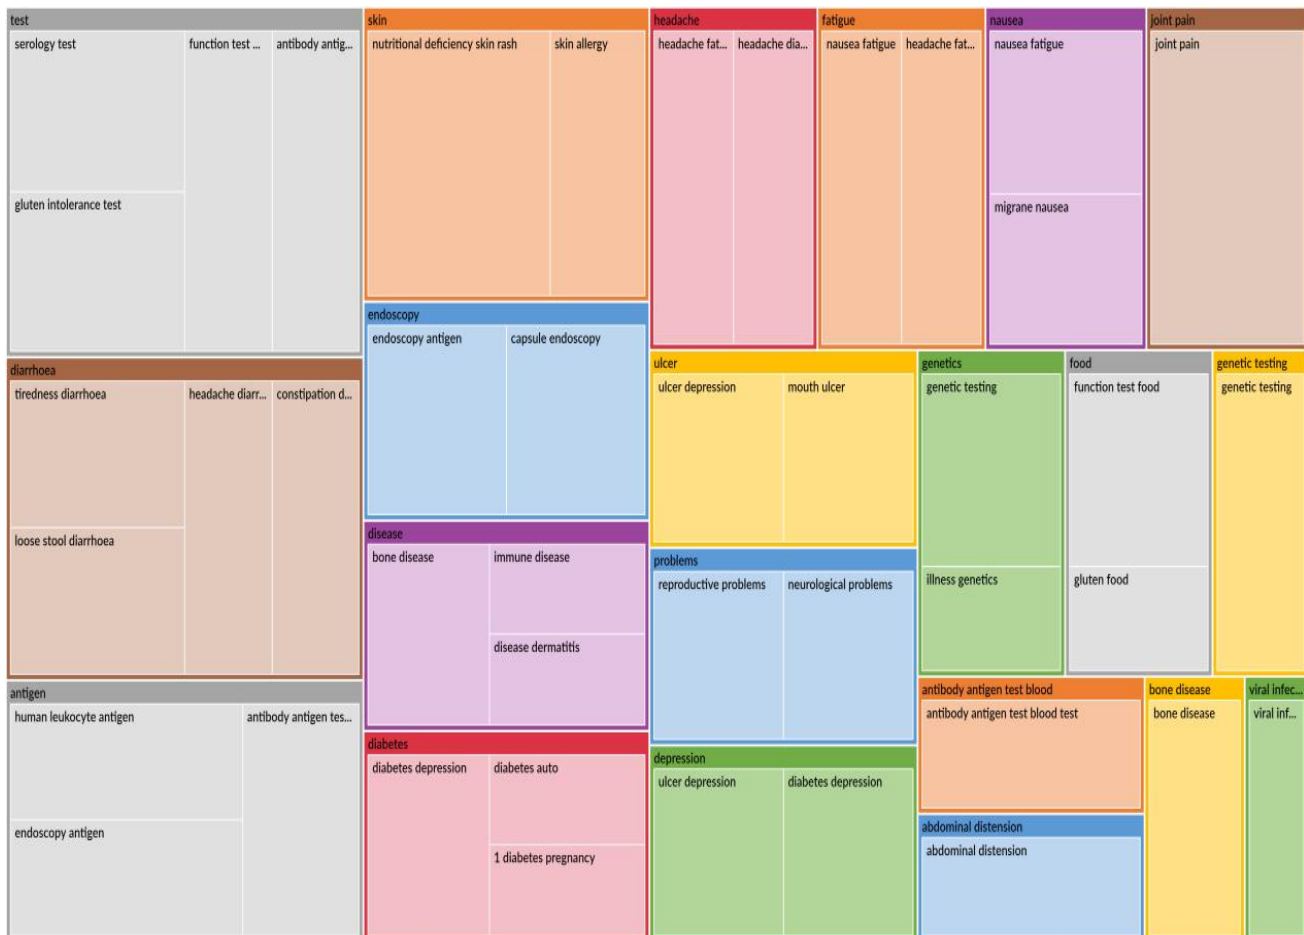 test
serology test
function test ...
antibody antig...
gluten intolerance test
diarrhoea
tiredness diarrhoea
headache diarr...
constipation d...
loose stool diarrhoea
antigen
human leukocyte antigen
antibody antigen tes...
endoscopy antigen
skin
nutritional deficiency skin rash
skin allergy
endoscopy
endoscopy antigen
capsule endoscopy
disease
bone disease
immune disease
disease dermatitis
diabetes
diabetes depression
diabetes auto
1 diabetes pregnancy
headache
headache fat...
headache dia...
fatigue
nausea fatigue
headache fat...
nausea
nausea fatigue
migrane nausea
joint pain
joint pain
ulcer
ulcer depression
mouth ulcer
problems
reproductive problems
neurological problems
depression
ulcer depression
diabetes depression
genetics
genetic testing
illness genetics
food
function test food
gluten food
genetic testing
genetic testing
antibody antigen test blood
antibody antigen test blood test
abdominal distension
abdominal distension
bone disease
bone disease
viral infec...
viral inf...